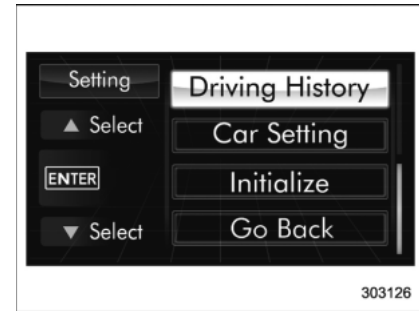 Setting
▲ Select
ENTER
▼ Select
Driving History
Car Setting
Initialize
Go Back
303126